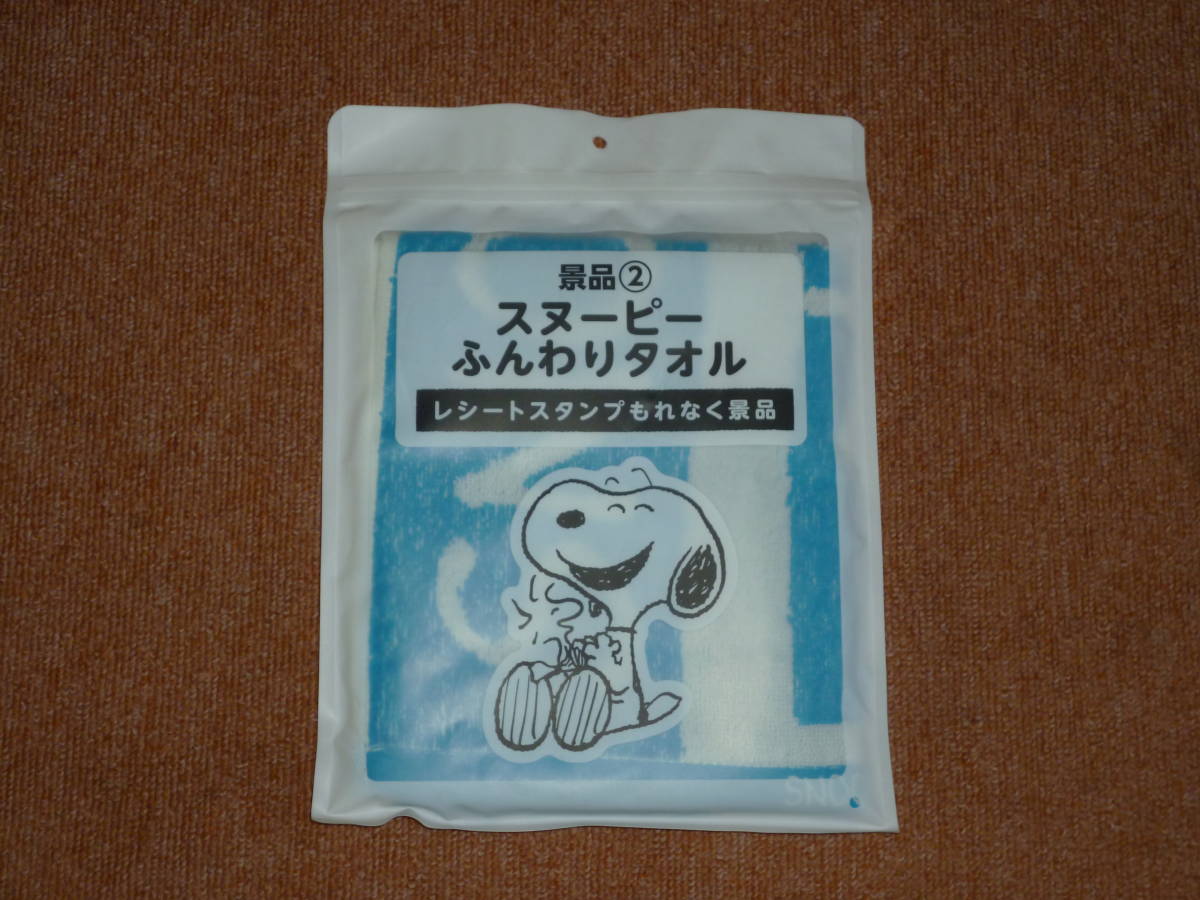 景品②
スヌーピー
ふんわりタオル
レシートスタンプもれなく景品